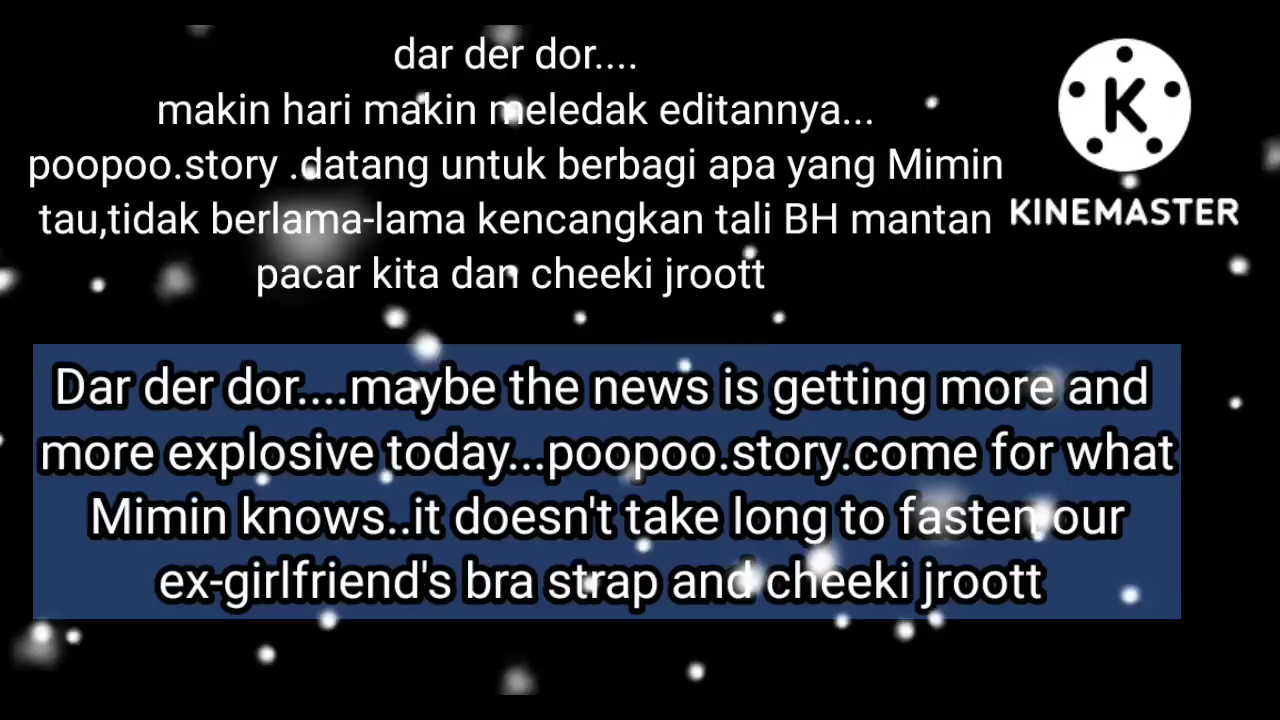 dar der dor....
makin hari makin meledak editannya...
poopoo.story .datang untuk berbagi apa yang Mimin
tau,tidak berlama-lama kencangkan tali BH mantan
pacar kita dan cheeki jroott
K
KINEMASTER
Dar der dor....maybe the news is getting more and
more explosive today...poopoo.story.come for what
Mimin knows..it doesn't take long to fasten our
ex-girlfriend's bra strap and cheeki jroott